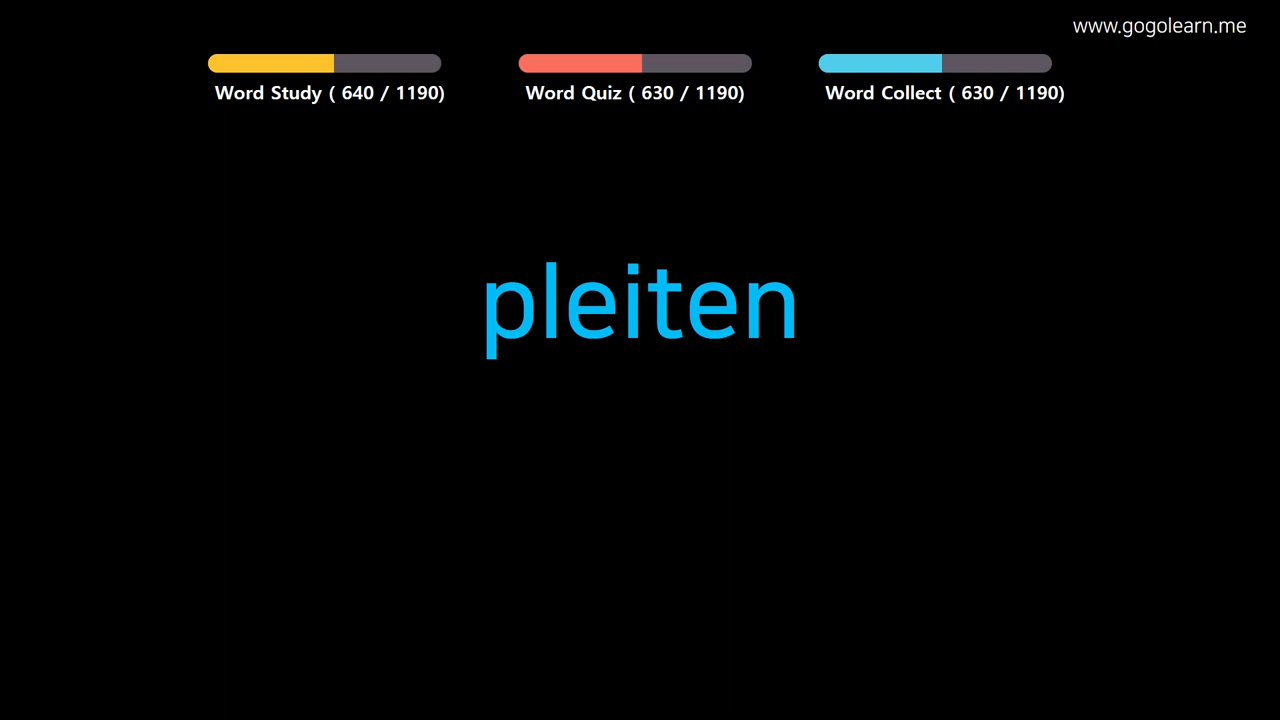 www.gogolearn.me
Word Study ( 640 / 1190)
Word Quiz ( 630 / 1190)
Word Collect ( 630 / 1190)
pleiten